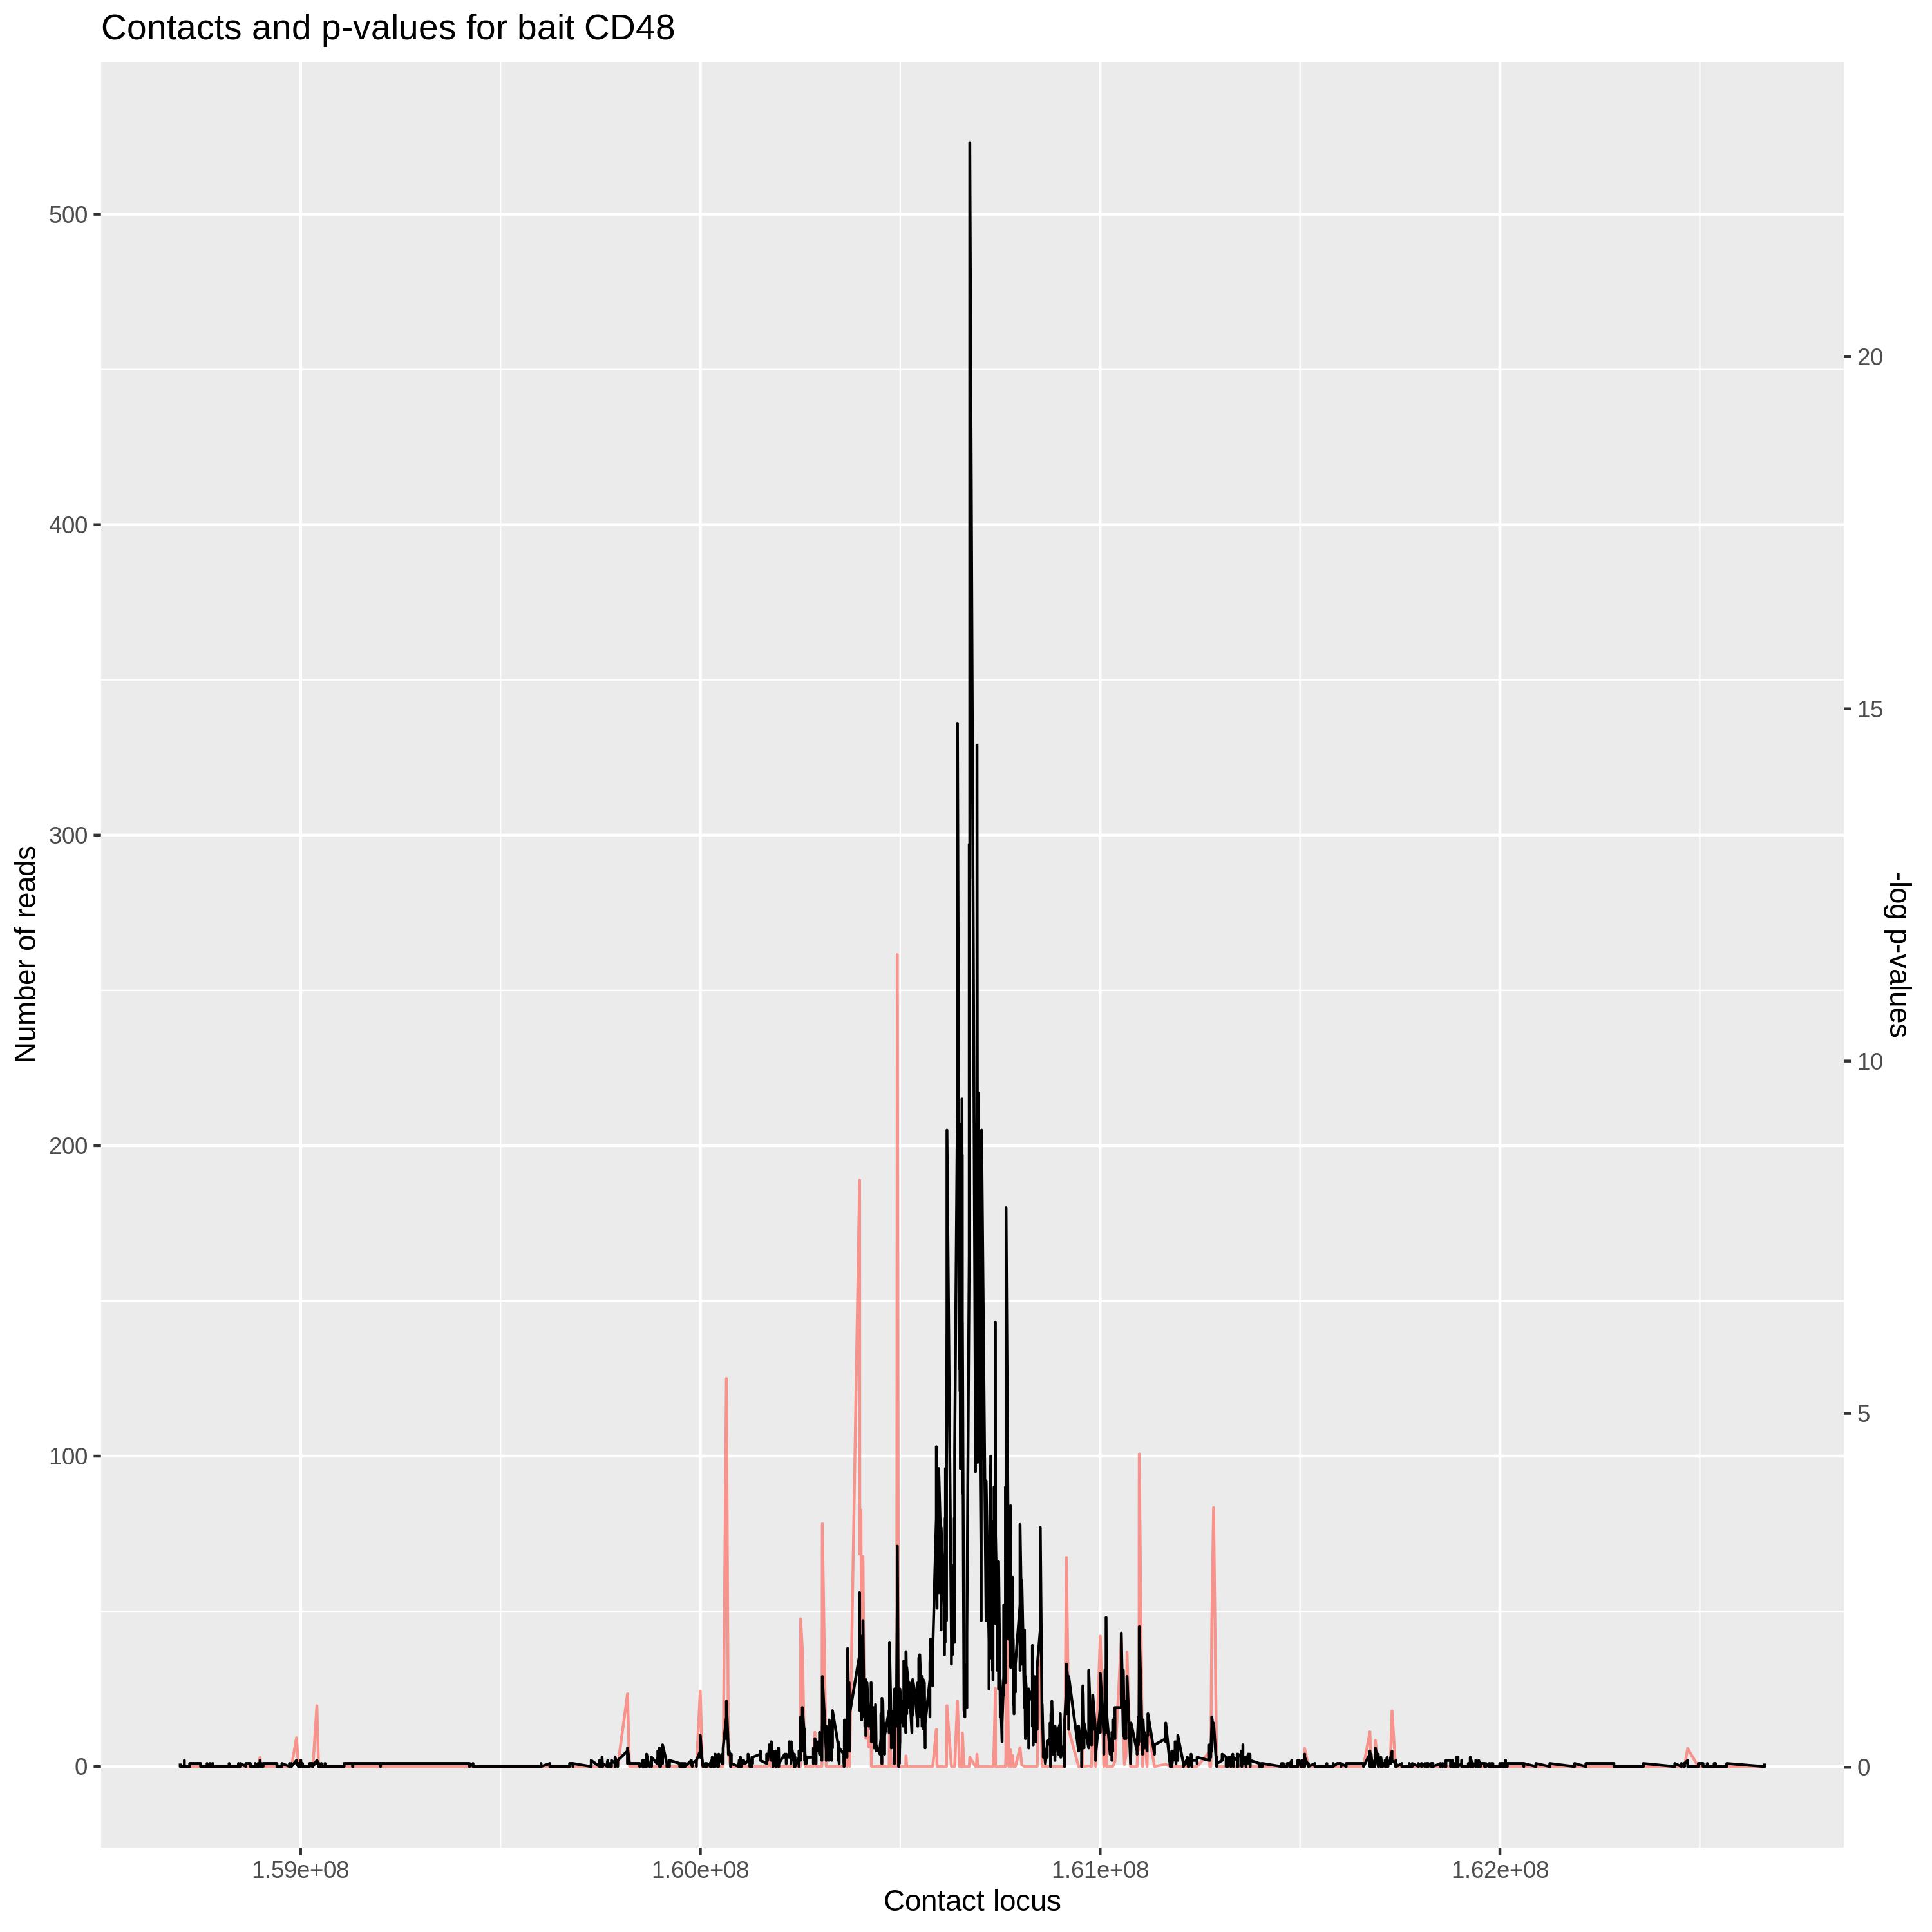 Contacts and p-values for bait CD48
500
400
300
200
100
0
Number of reads
20
15
10
5
0
-log p-values
1.59e+08
1.60e+08
1.61e+08
1.62e+08
Contact locus